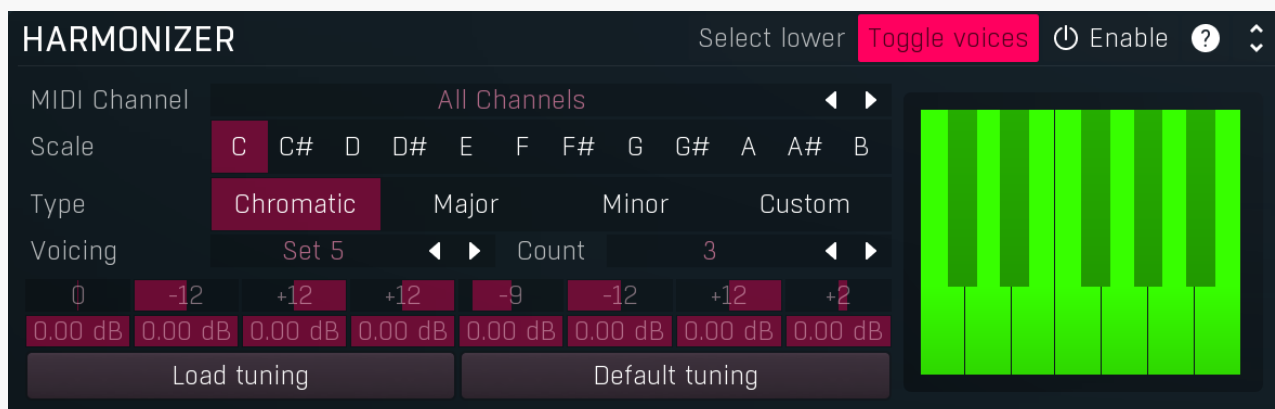 HARMONIZER Select lower Toggle voices Enable ?
MIDI Channel All Channels
Scale C C# D D# E F F# G G# A A# B
Type Chromatic Major Minor Custom
Voicing Set 5 Count 3
0 -12 +12 +12 -9 -12 +12 +2
0.00 dB 0.00 dB 0.00 dB 0.00 dB 0.00 dB 0.00 dB 0.00 dB 0.00 dB
Load tuning Default tuning